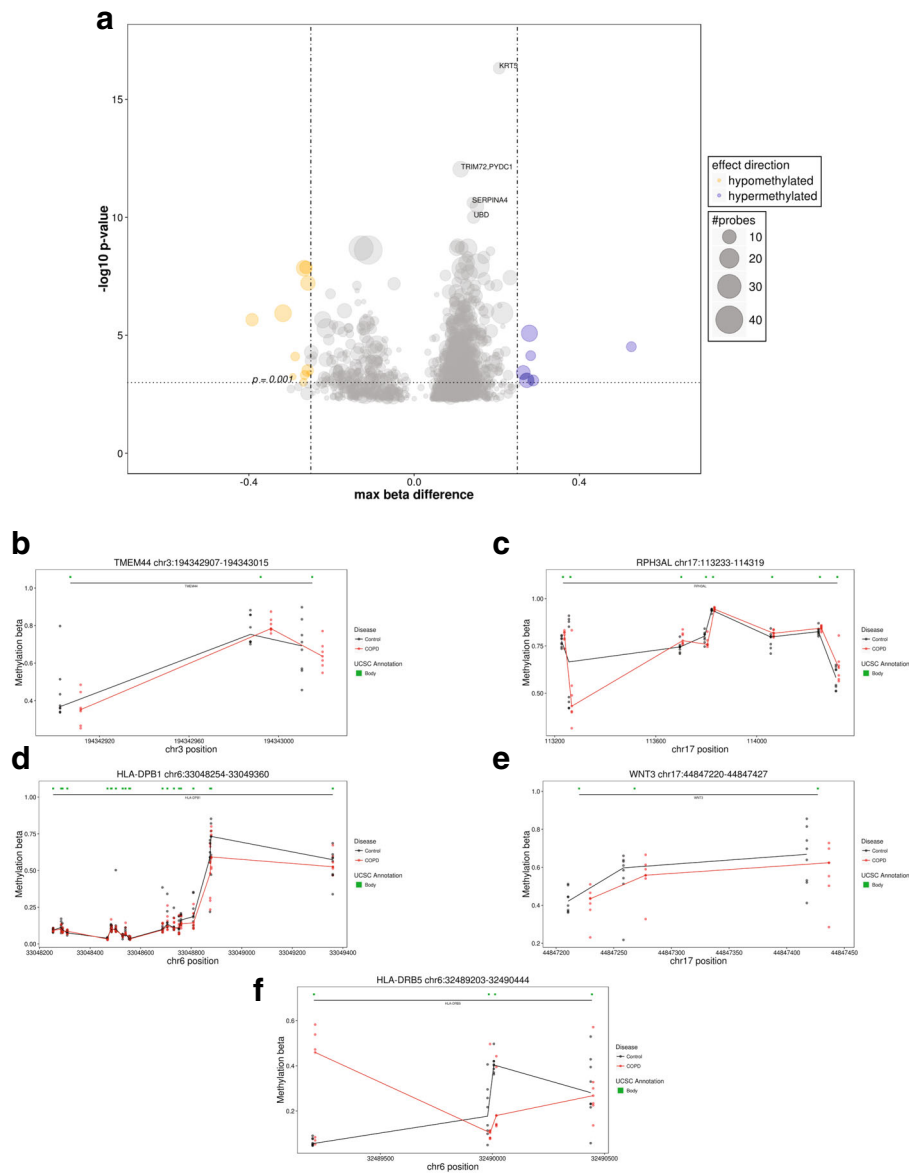 a
KRT5
15
TRIM72,PYDC1
SERPINA4
UBD
10
5
0
p = 0.001
-log10 p-value
-0.4
0.0
0.4
max beta difference
effect direction
hypomethylated
hypermethylated
#probes
10
20
30
40
b
TMEM44 chr3:194342907-194343015
TMEM44
1.0
0.8
0.6
0.4
Methylation beta
194342920
194342960
194343000
chr3 position
Disease
Control
COPD
UCSC Annotation
Body
c
RPH3AL chr17:113233-114319
RPH3AL
1.00
0.75
0.50
Methylation beta
113200
113600
114000
chr17 position
Disease
Control
COPD
UCSC Annotation
Body
d
HLA-DPB1 chr6:33048254-33049360
HLA-DPB1
1.00
0.75
0.50
0.25
0.00
Methylation beta
33048200
33048400
33048600
33048800
33049000
33049200
33049400
chr6 position
Disease
Control
COPD
UCSC Annotation
Body
e
WNT3 chr17:44847220-44847427
WNT3
1.0
0.8
0.6
0.4
0.2
Methylation beta
44847200
44847250
44847300
44847350
44847400
44847450
chr17 position
Disease
Control
COPD
UCSC Annotation
Body
f
HLA-DRB5 chr6:32489203-32490444
HLA-DRB5
0.6
0.4
0.2
Methylation beta
32489500
32490000
32490500
chr6 position
Disease
Control
COPD
UCSC Annotation
Body